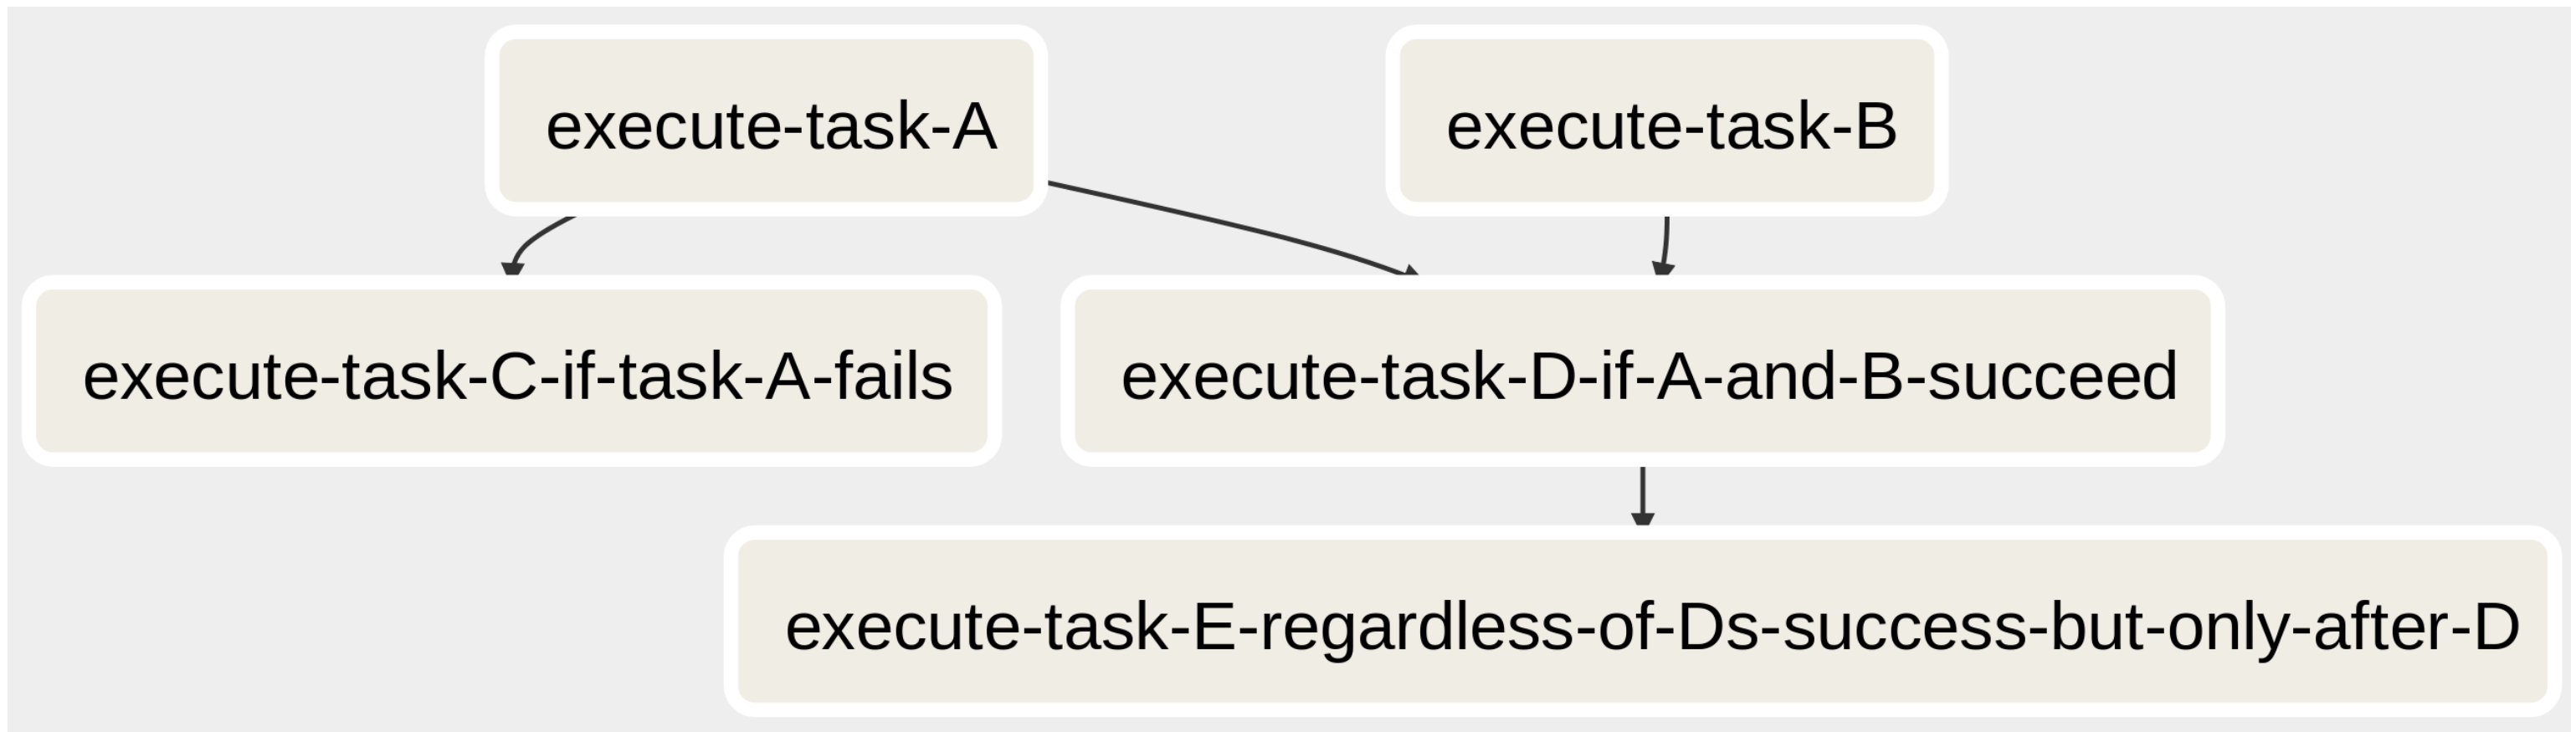 execute-task-A
execute-task-B
execute-task-C-if-task-A-fails
execute-task-D-if-A-and-B-succeed
execute-task-E-regardless-of-Ds-success-but-only-after-D